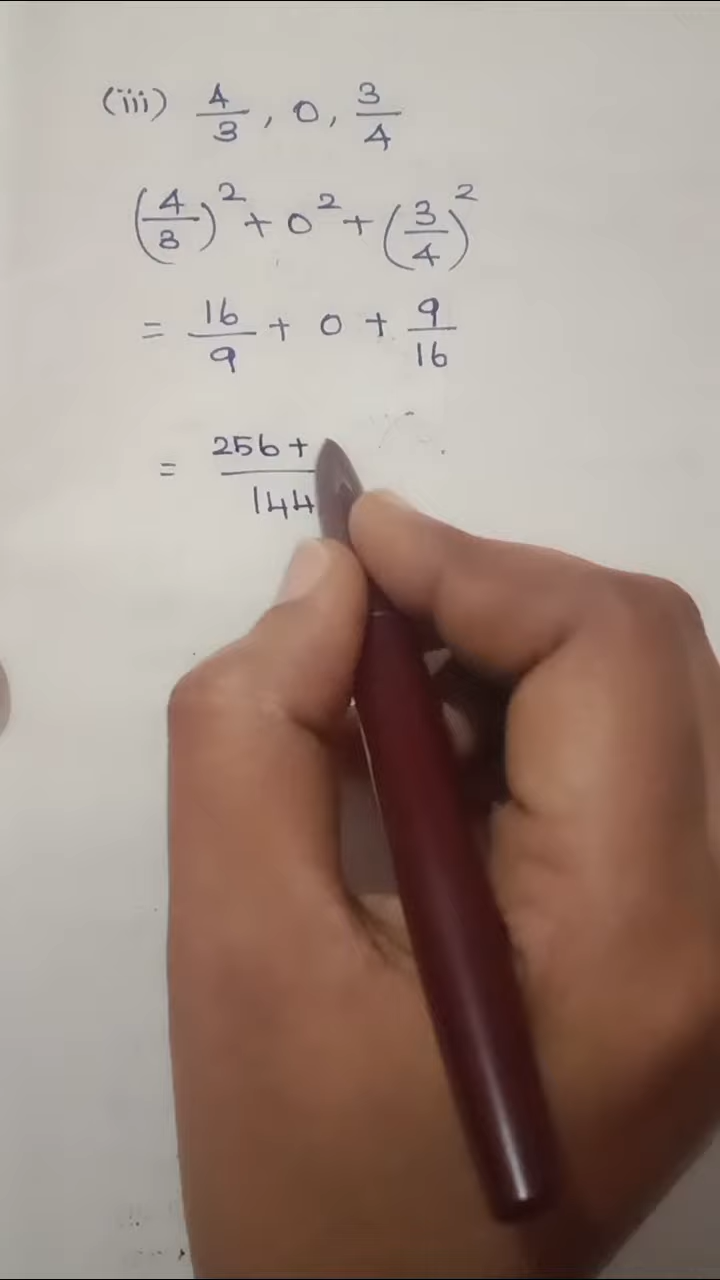 (iii) 4/3, 0, 3/4
(4/3)² + 0² + (3/4)²
= 16/9 + 0 + 9/16
= 256 + / 144